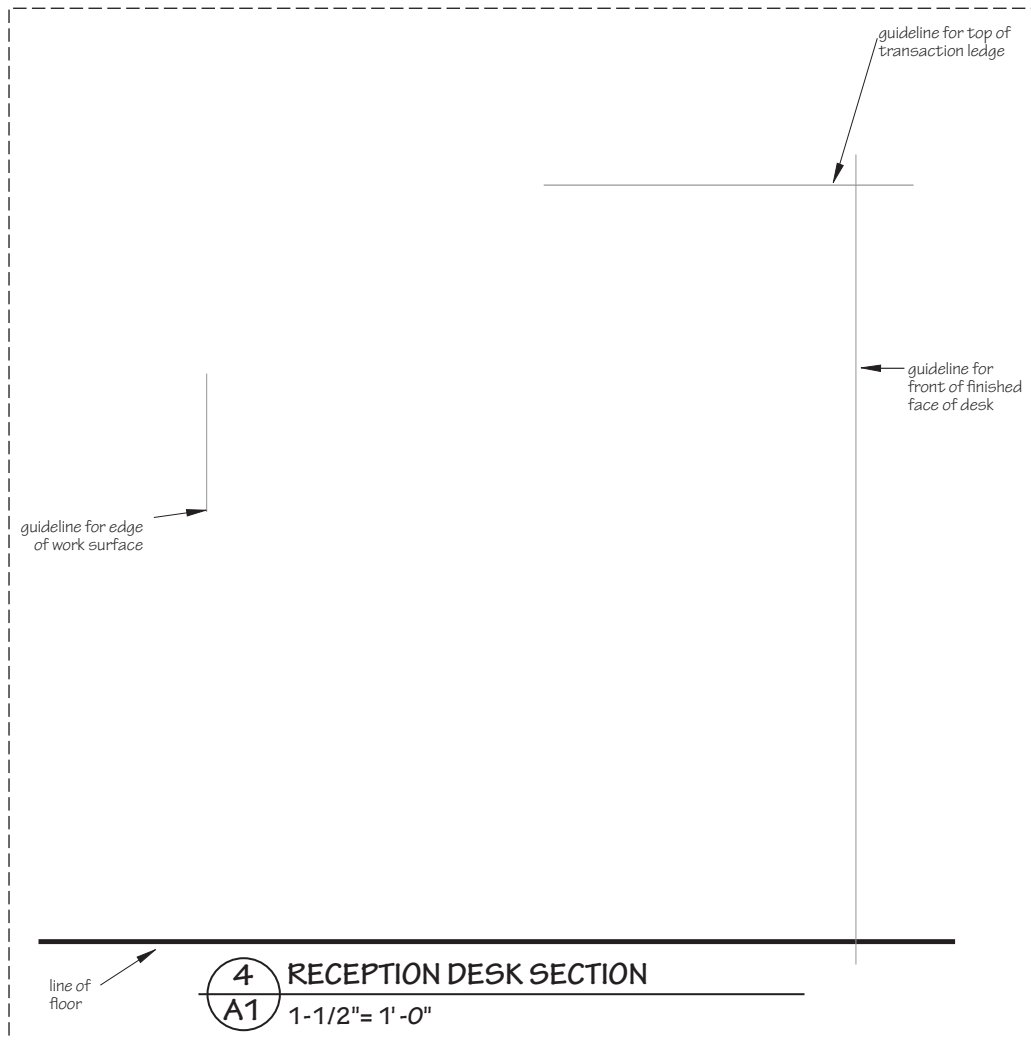 guideline for top of
transaction ledge
guideline for
front of finished
face of desk
guideline for edge
of work surface
line of
floor
4
A1
RECEPTION DESK SECTION
1-1/2"= 1'-0"